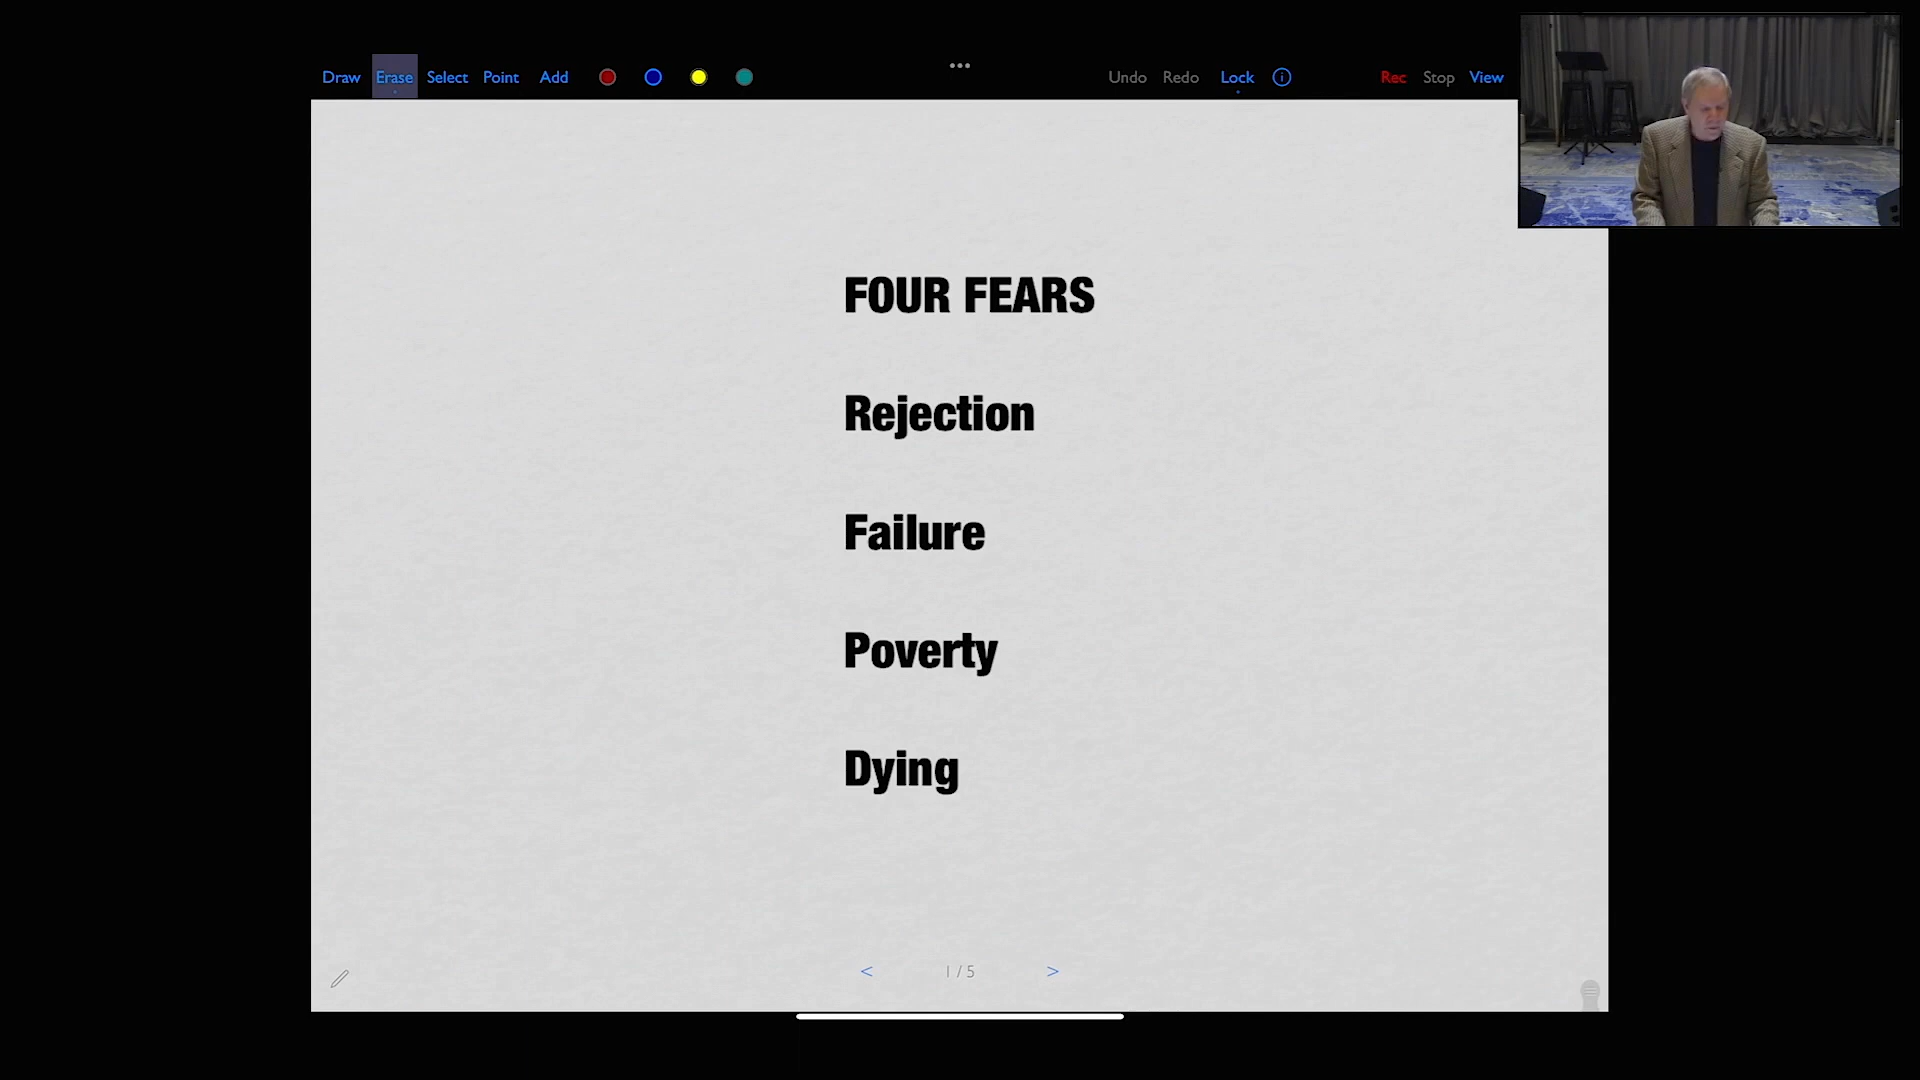 Draw Erase Select Point Add Undo Redo Lock Rec Stop View
FOUR FEARS
Rejection
Failure
Poverty
Dying
< 1 / 5 >